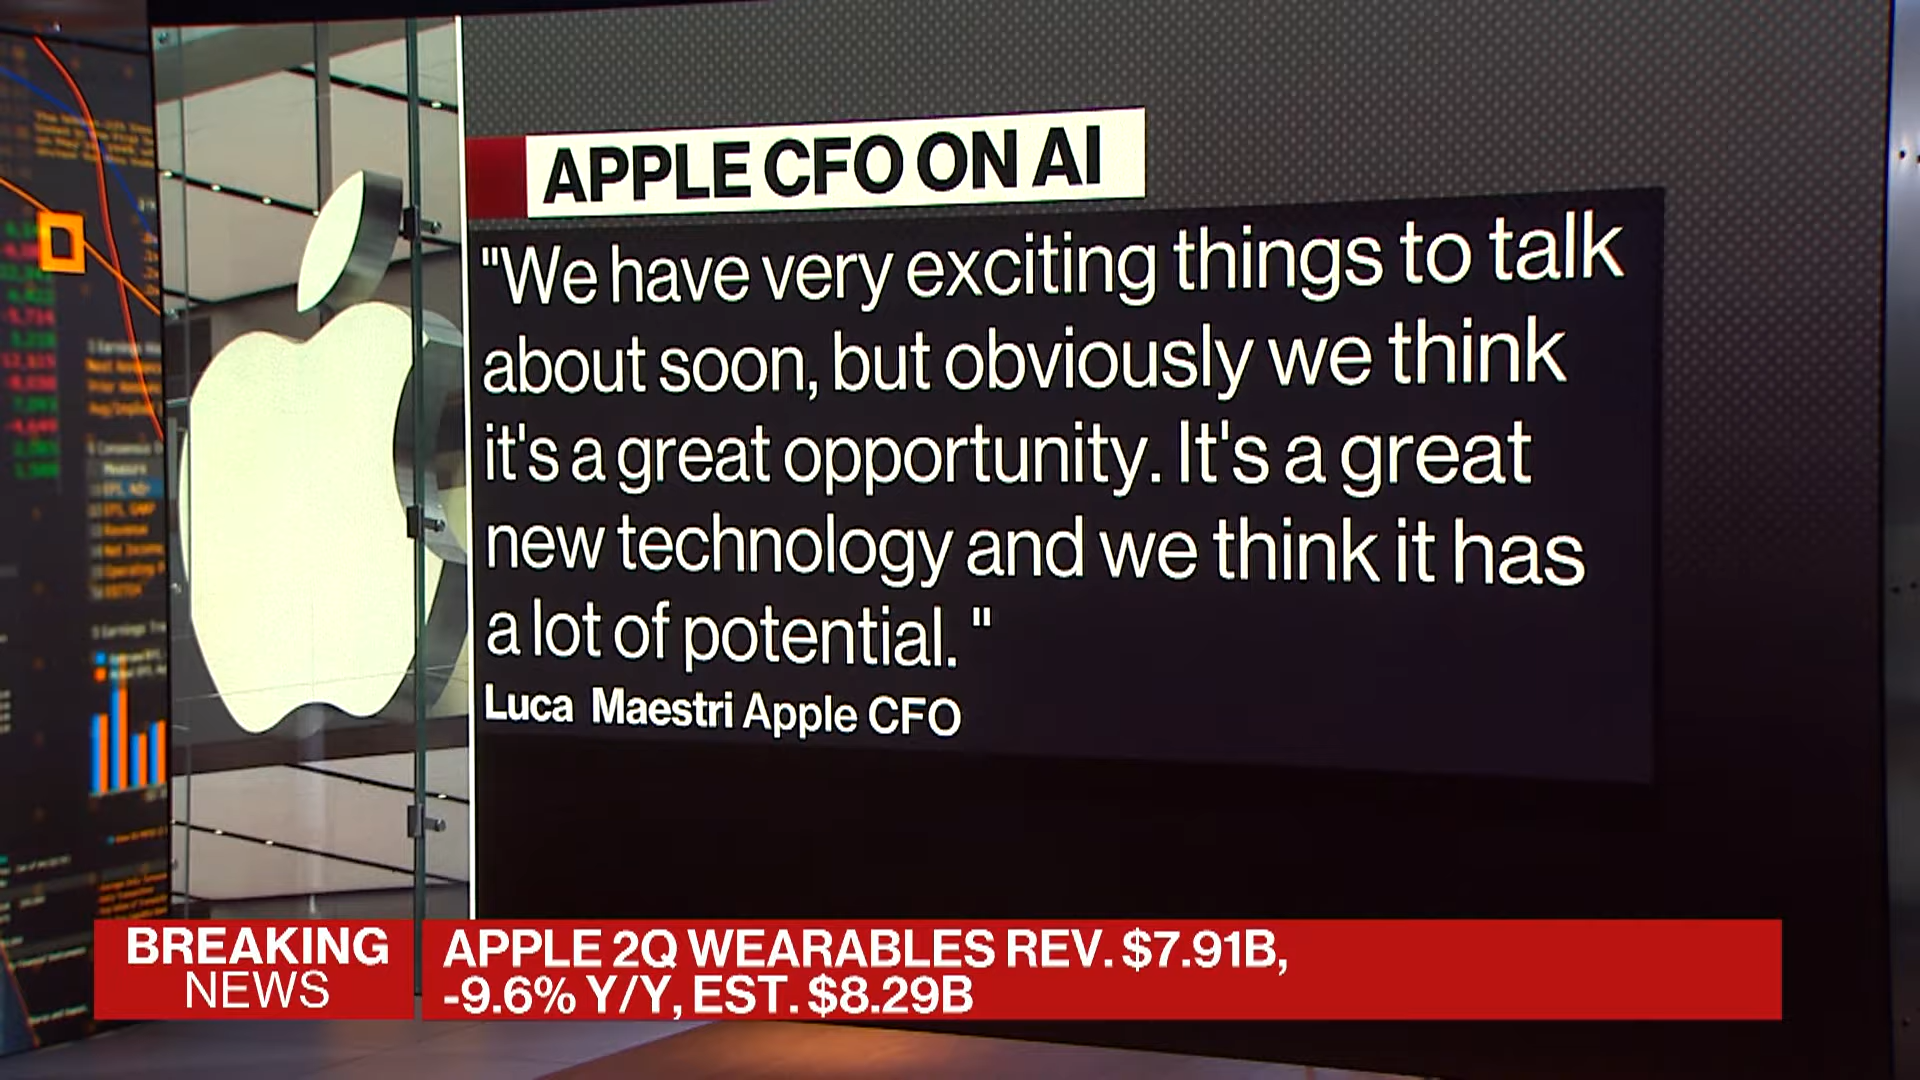 APPLE CFO ON AI
"We have very exciting things to talk
about soon, but obviously we think
it's a great opportunity. It's a great
new technology and we think it has
a lot of potential. "
Luca Maestri Apple CFO
BREAKING
NEWS
APPLE 2Q WEARABLES REV. $7.91B,
-9.6% Y/Y, EST. $8.29B